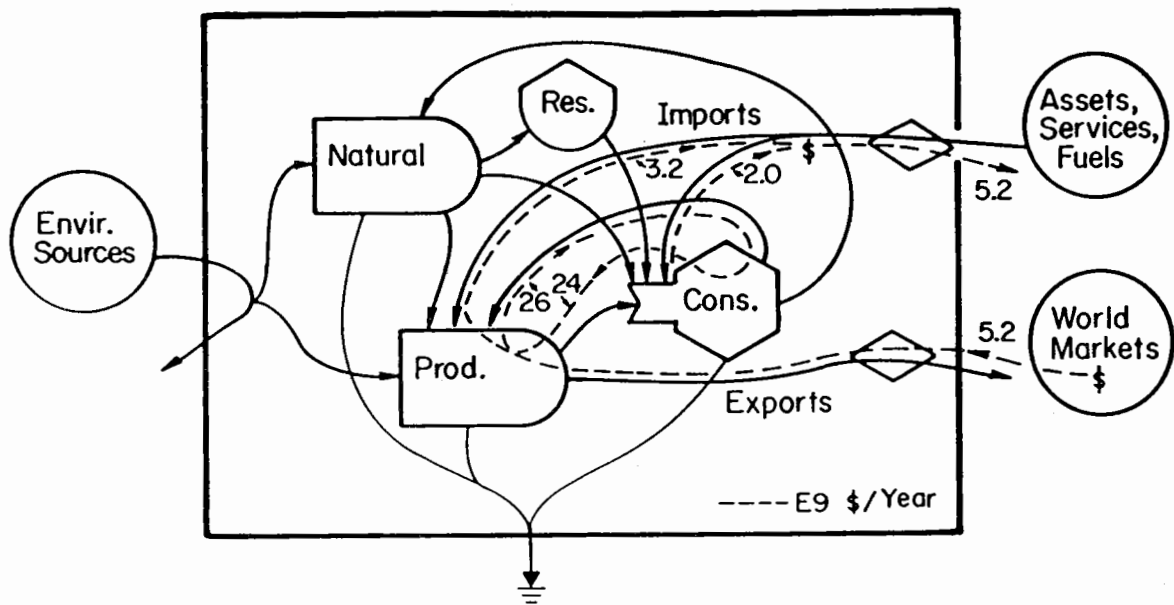 Res.
Imports
Assets,
Services,
Fuels
Natural
$
3.2
2.0
5.2
Envir.
Sources
24
26
Cons.
5.2
World
Markets
$
Prod.
Exports
---- E9 $/Year